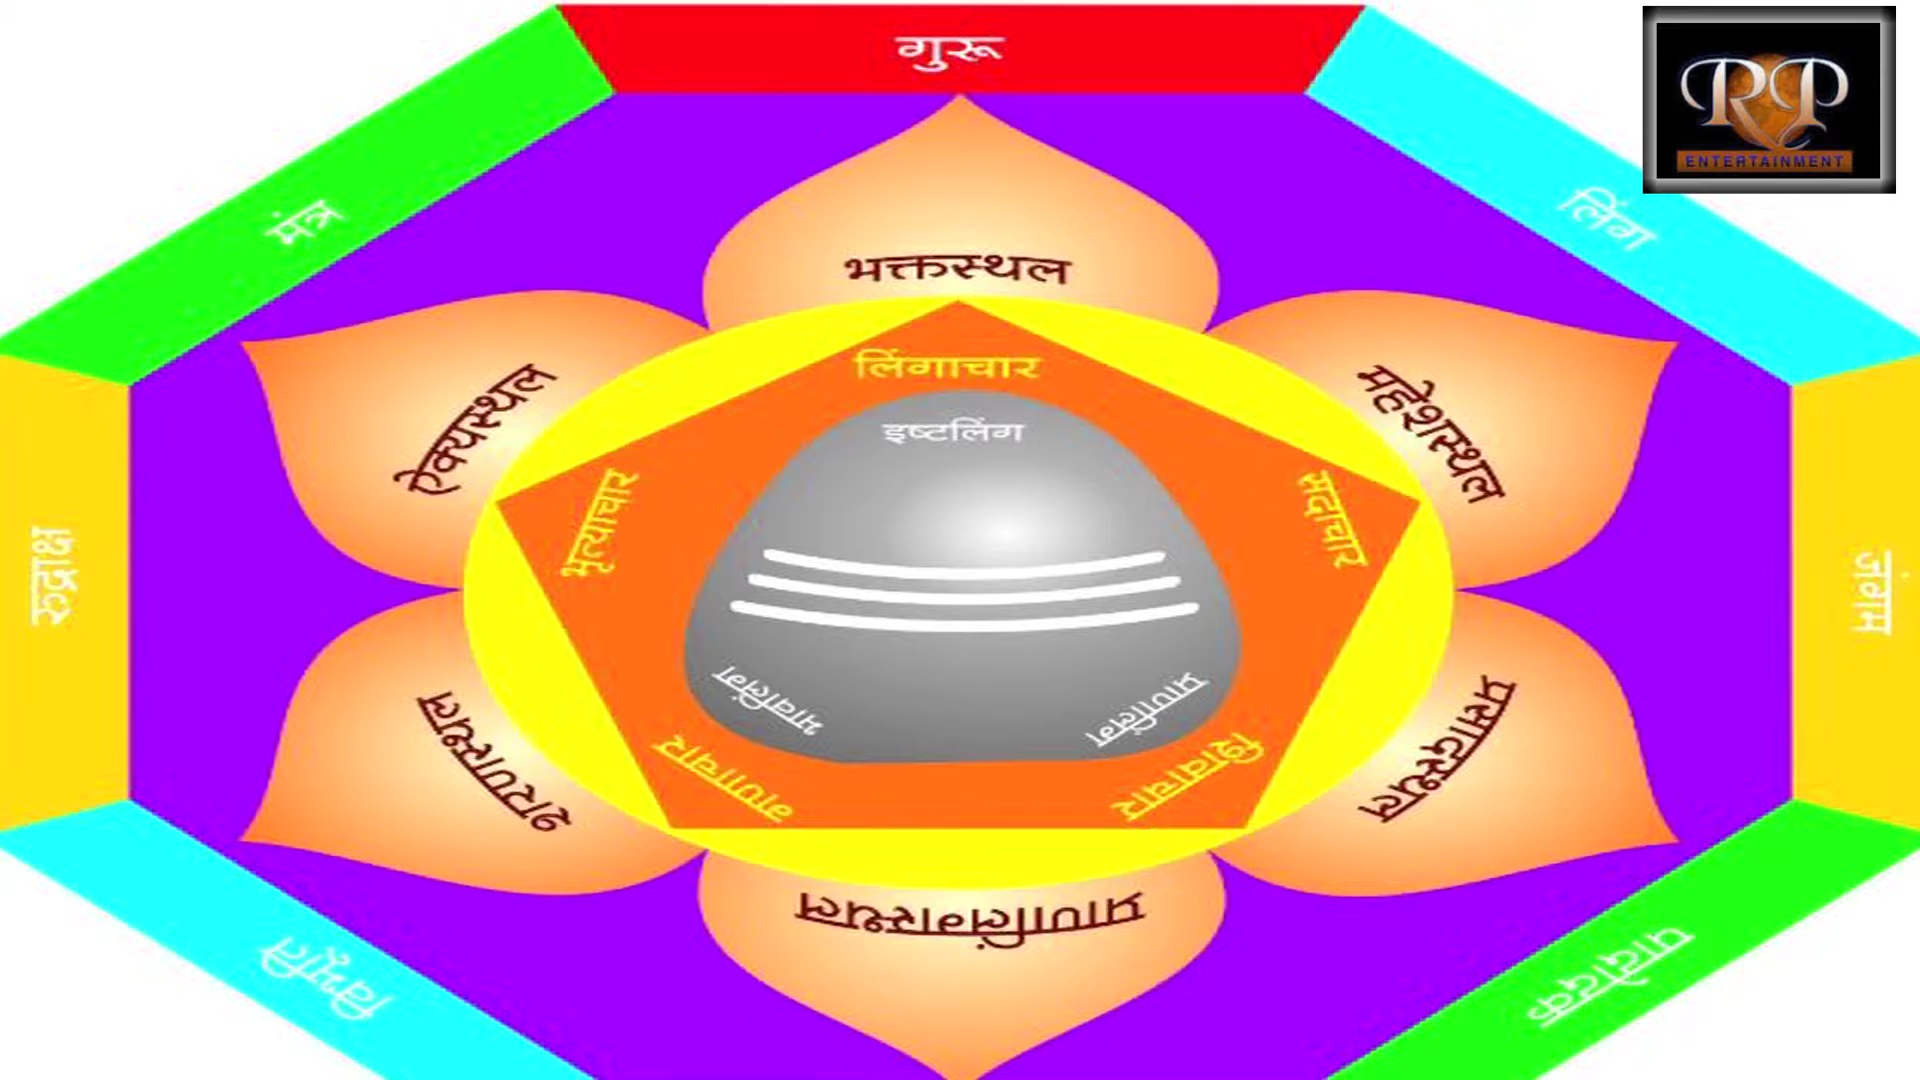 गुरू
लिंग
जंगम
पादोदक
विभूति
रुद्राक्ष
मंत्र
भक्तस्थल
महेशस्थल
प्रसादस्थल
प्राणलिंगस्थल
शरणस्थल
ऐक्यस्थल
लिंगाचार
सदाचार
शिवाचार
गणाचार
भृत्याचार
इष्टलिंग
प्राणलिंग
भावलिंग
RP
ENTERTAINMENT